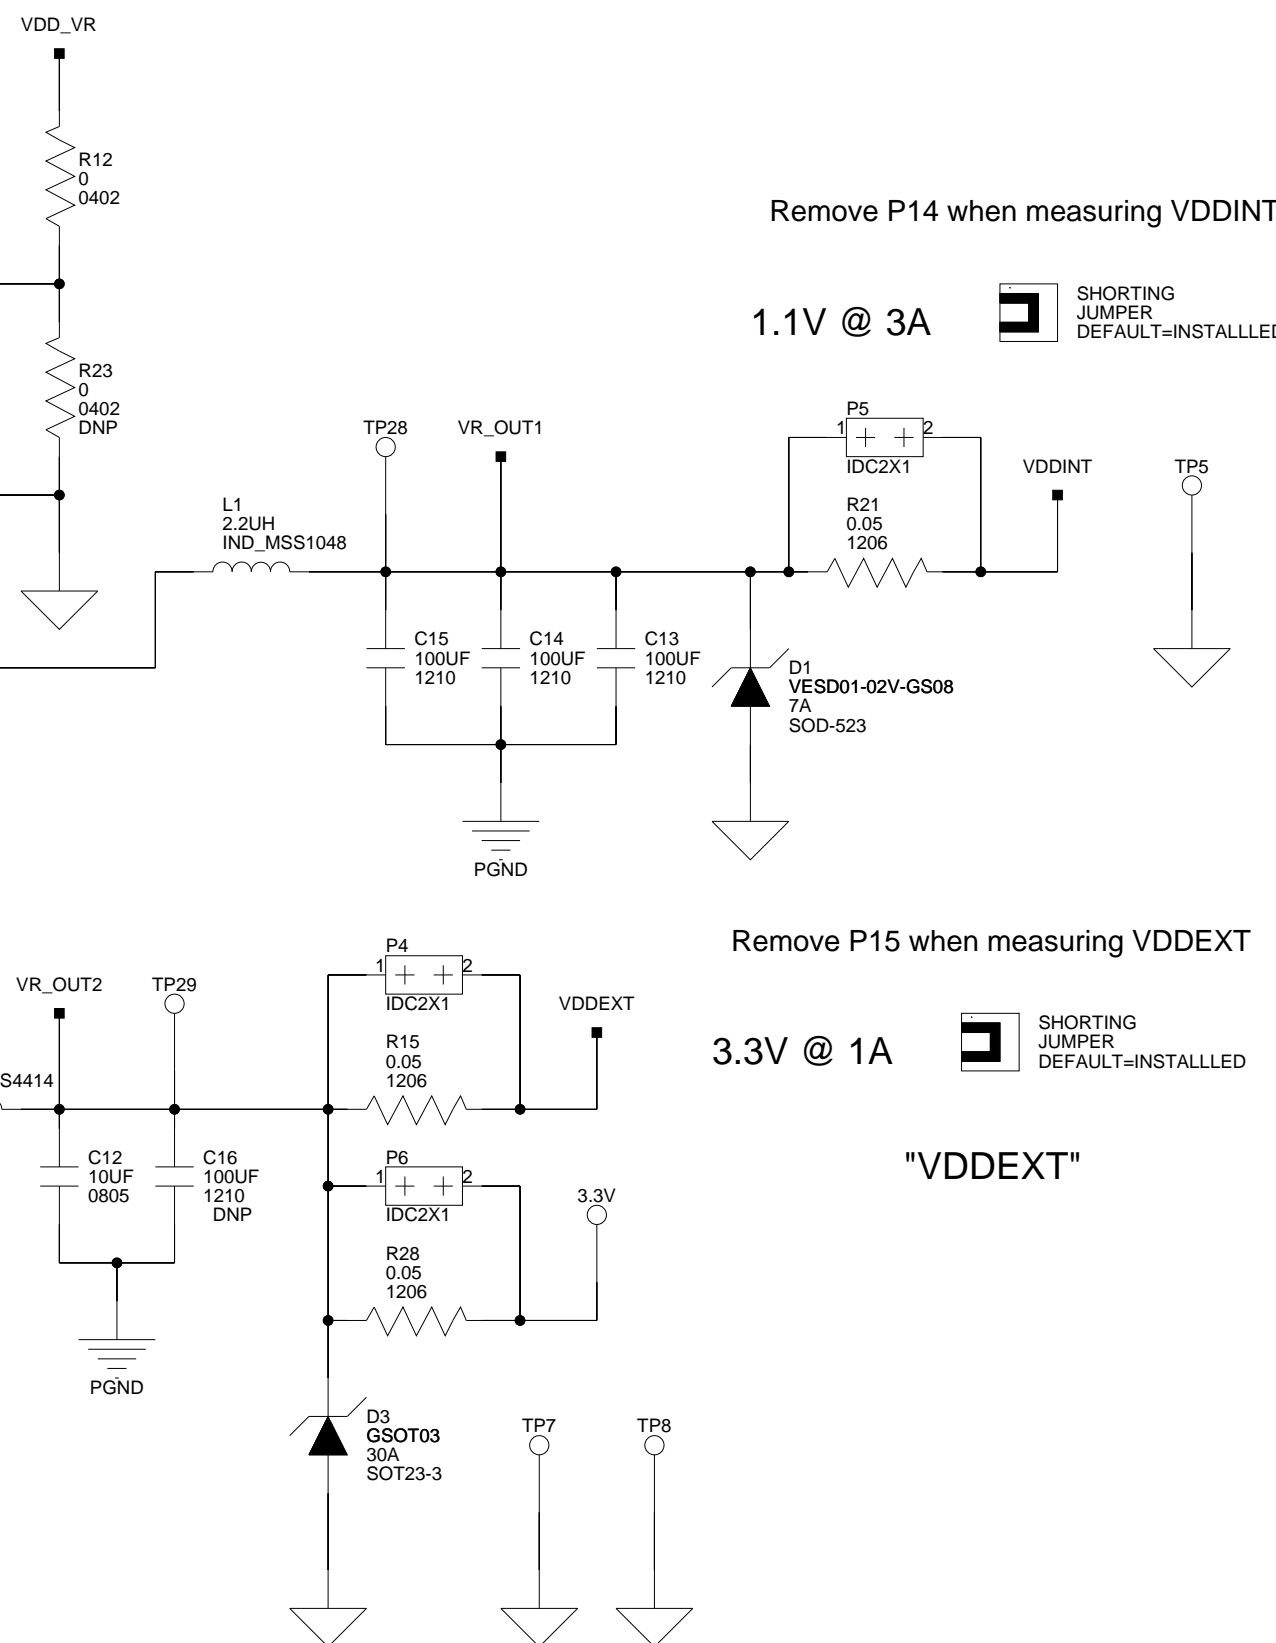 VDD_VR
R12
0
0402
Remove P14 when measuring VDDINT
1.1V @ 3A
SHORTING
JUMPER
DEFAULT=INSTALLLED
R23
0
0402
DNP
TP28
VR_OUT1
P5
1
2
IDC2X1
VDDINT
TP5
L1
2.2UH
IND_MSS1048
R21
0.05
1206
C15
100UF
1210
C14
100UF
1210
C13
100UF
1210
D1
VESD01-02V-GS08
7A
SOD-523
PGND
Remove P15 when measuring VDDEXT
P4
1
2
IDC2X1
VR_OUT2
TP29
VDDEXT
3.3V @ 1A
SHORTING
JUMPER
DEFAULT=INSTALLLED
R15
0.05
1206
S4414
C12
10UF
0805
C16
100UF
1210
DNP
P6
1
2
IDC2X1
3.3V
"VDDEXT"
R28
0.05
1206
PGND
D3
GSOT03
30A
SOT23-3
TP7
TP8